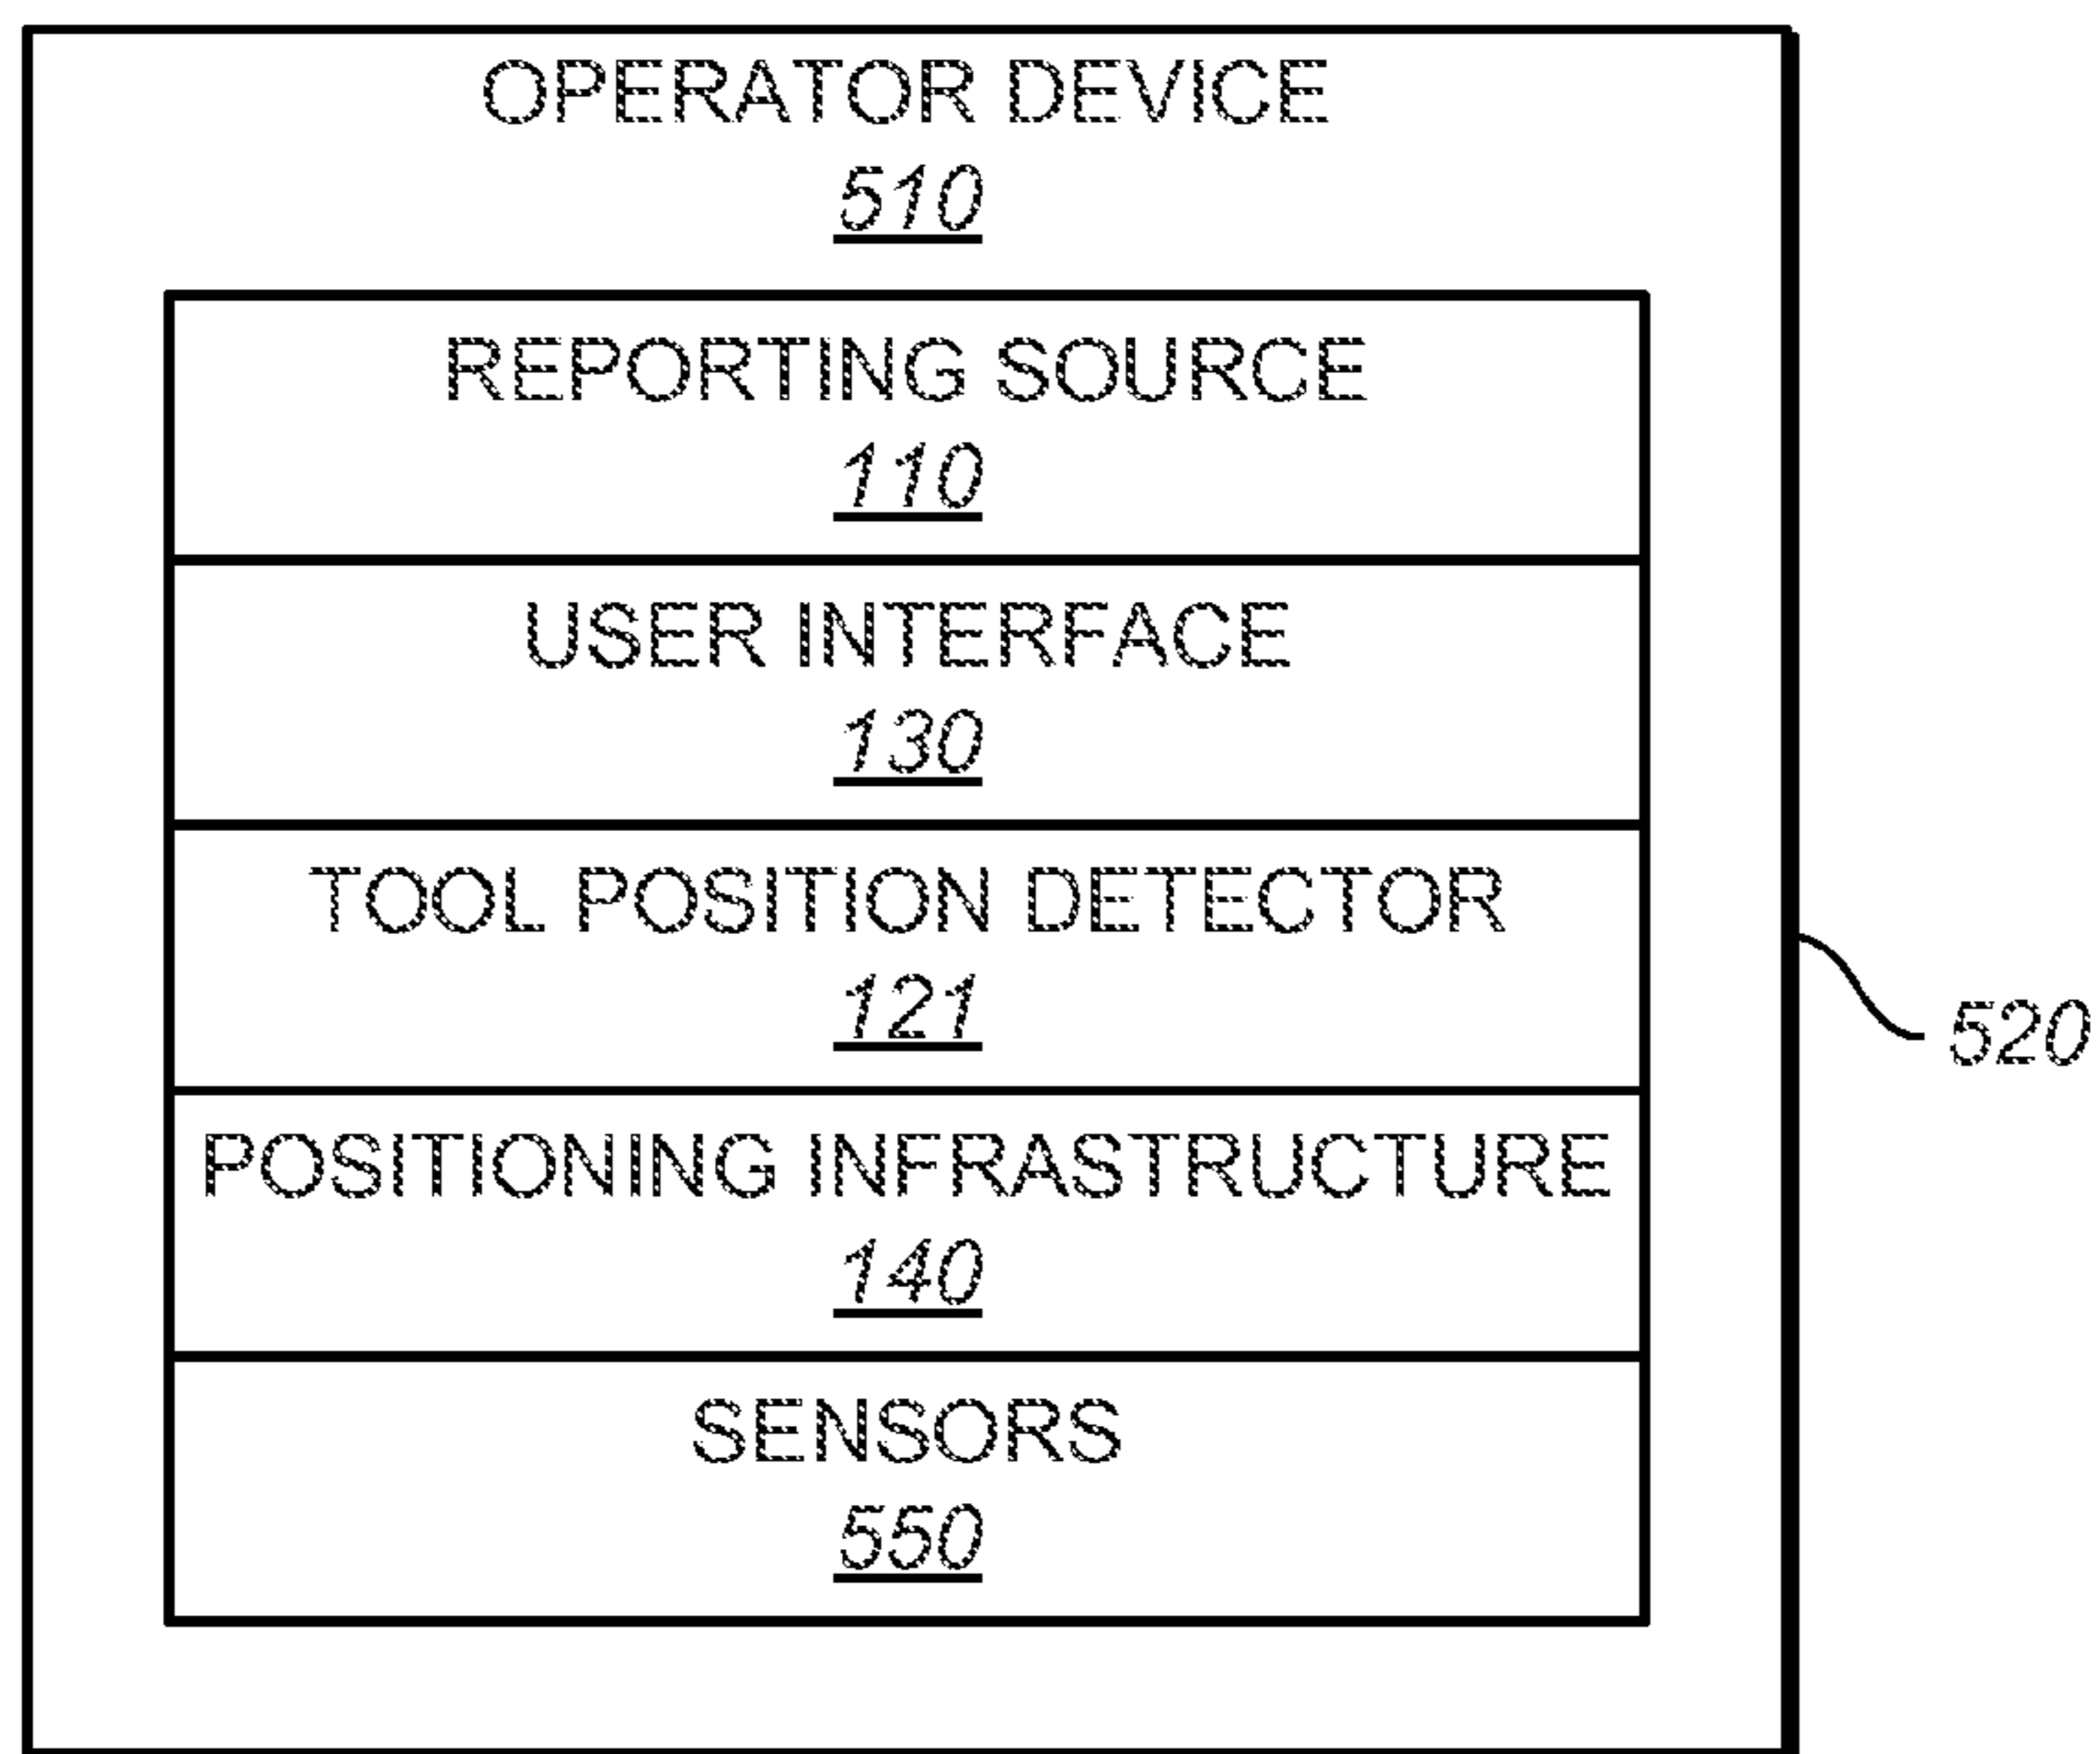 OPERATOR DEVICE
510
REPORTING SOURCE
110
USER INTERFACE
130
TOOL POSITION DETECTOR
121
POSITIONING INFRASTRUCTURE
140
SENSORS
550
520